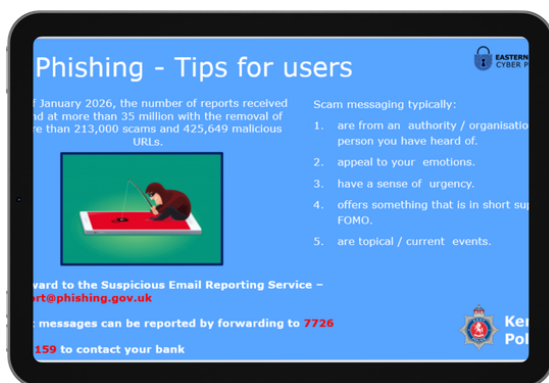 EASTERN
CYBER P
Phishing - Tips for users
f January 2026, the number of reports received
nd at more than 35 million with the removal of
re than 213,000 scams and 425,649 malicious
URLs.
Scam messaging typically:
1. are from an authority / organisatio
person you have heard of.
2. appeal to your emotions.
3. have a sense of urgency.
4. offers something that is in short sup
FOMO.
5. are topical / current events.
ward to the Suspicious Email Reporting Service –
ort@phishing.gov.uk
t messages can be reported by forwarding to 7726
159 to contact your bank
Ken
Pol